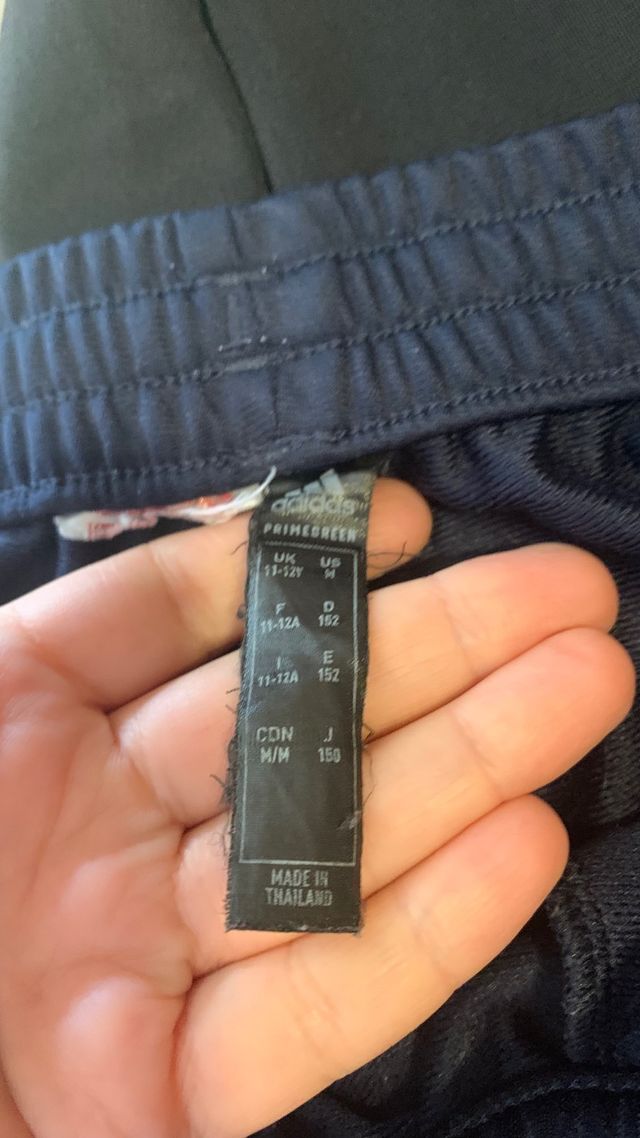 adidas
PRIMEGREEN
UK US
11-12Y M
F D
11-12A 152
I E
11-12A 152
CDN J
M/M 150
MADE IN
THAILAND